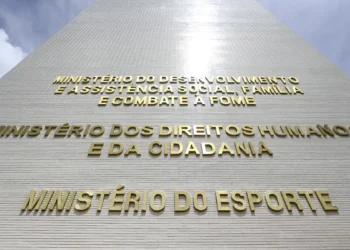 MINISTÉRIO DO DESENVOLVIMENTO
E ASSISTÊNCIA SOCIAL, FAMÍLIA
E COMBATE À FOME
MINISTÉRIO DOS DIREITOS HUMANOS
E DA CIDADANIA
MINISTÉRIO DO ESPORTE